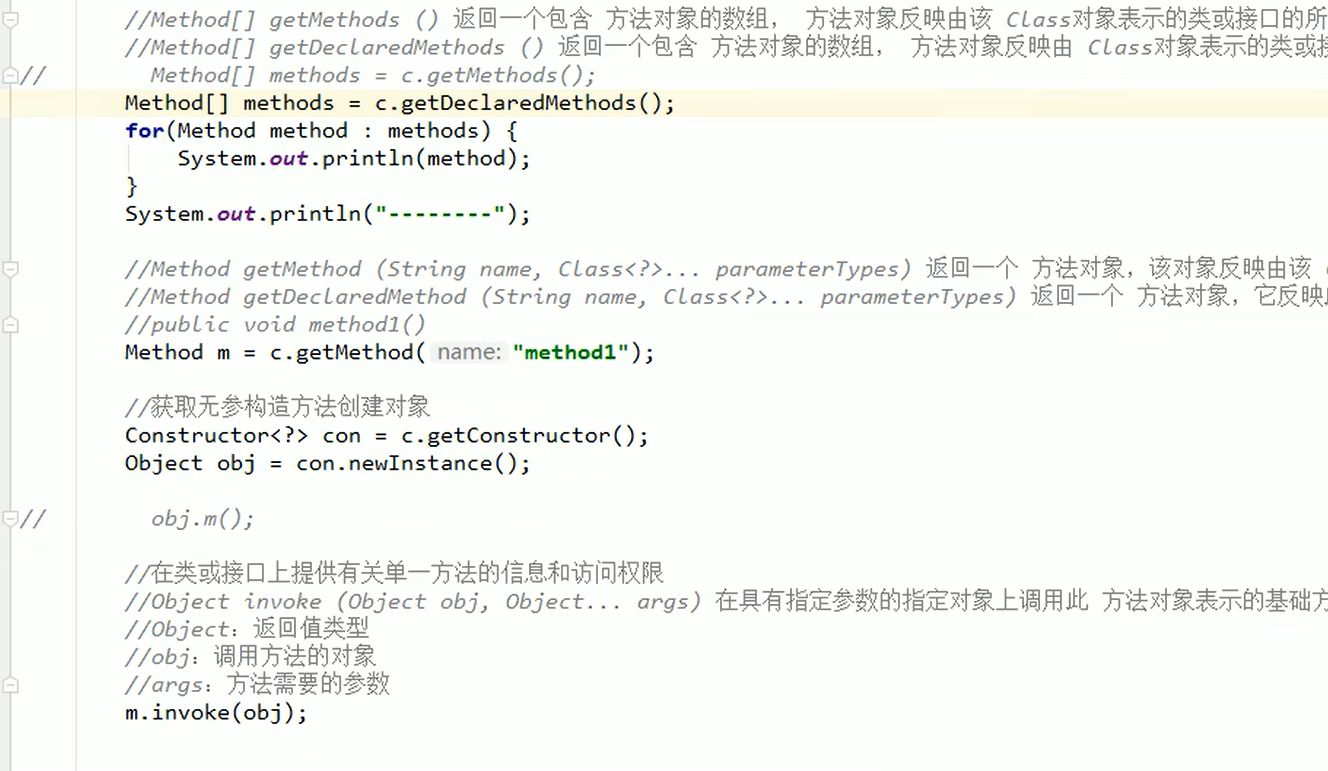 //Method[] getMethods () 返回一个包含 方法对象的数组， 方法对象反映由该 Class对象表示的类或接口的所
//Method[] getDeclaredMethods () 返回一个包含 方法对象的数组， 方法对象反映由 Class对象表示的类或接
// Method[] methods = c.getMethods();
Method[] methods = c.getDeclaredMethods();
for(Method method : methods) {
System.out.println(method);
}
System.out.println("--------");
//Method getMethod (String name, Class<?>... parameterTypes) 返回一个 方法对象，该对象反映由该
//Method getDeclaredMethod (String name, Class<?>... parameterTypes) 返回一个 方法对象，它反映
//public void method1()
Method m = c.getMethod( name: "method1");
//获取无参构造方法创建对象
Constructor<?> con = c.getConstructor();
Object obj = con.newInstance();
// obj.m();
//在类或接口上提供有关单一方法的信息和访问权限
//Object invoke (Object obj, Object... args) 在具有指定参数的指定对象上调用此 方法对象表示的基础方
//Object：返回值类型
//obj：调用方法的对象
//args：方法需要的参数
m.invoke(obj);